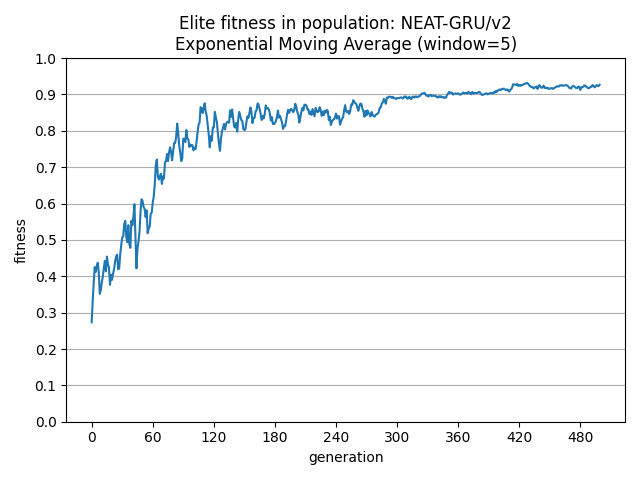 Elite fitness in population: NEAT-GRU/v2
Exponential Moving Average (window=5)
1.0
0.9
0.8
0.7
0.6
0.5
0.4
0.3
0.2
0.1
0.0
fitness
0 60 120 180 240 300 360 420 480
generation